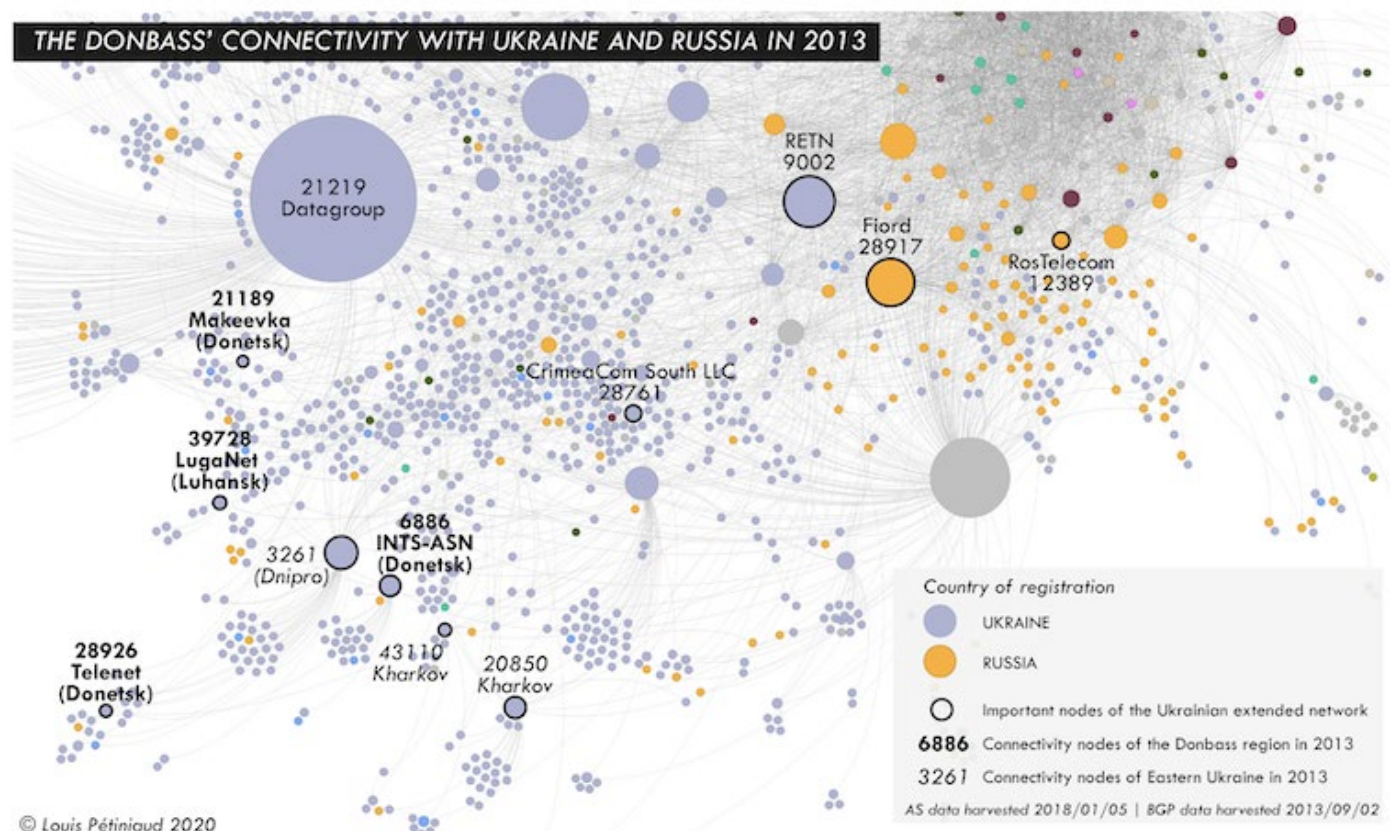 THE DONBASS' CONNECTIVITY WITH UKRAINE AND RUSSIA IN 2013
RETN
9002
21219
Datagroup
Fiord
28917
RosTelecom
12389
21189
Makeevka
(Donetsk)
CrimeaCom South LLC
28761
39728
LugaNet
(Luhansk)
6886
INTS-ASN
(Donetsk)
3261
(Dnipro)
43110
Kharkov
20850
Kharkov
28926
Telenet
(Donetsk)
Country of registration
UKRAINE
RUSSIA
Important nodes of the Ukrainian extended network
6886 Connectivity nodes of the Donbass region in 2013
3261 Connectivity nodes of Eastern Ukraine in 2013
AS data harvested 2018/01/05 | BGP data harvested 2013/09/02
© Louis Pétiniaud 2020